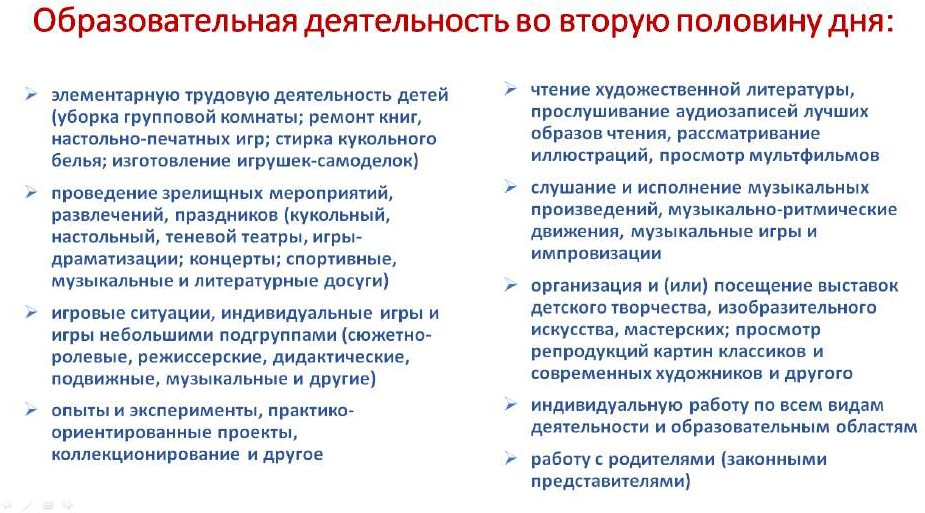 Образовательная деятельность во вторую половину дня:
элементарную трудовую деятельность детей
(уборка групповой комнаты; ремонт книг,
настольно-печатных игр; стирка кукольного
белья; изготовление игрушек-самоделок)
проведение зрелищных мероприятий,
развлечений, праздников (кукольный,
настольный, теневой театры, игры-
драматизации; концерты; спортивные,
музыкальные и литературные досуги)
игровые ситуации, индивидуальные игры и
игры небольшими подгруппами (сюжетно-
ролевые, режиссерские, дидактические,
подвижные, музыкальные и другие)
опыты и эксперименты, практико-
ориентированные проекты,
коллекционирование и другое
чтение художественной литературы,
прослушивание аудиозаписей лучших
образов чтения, рассматривание
иллюстраций, просмотр мультфильмов
слушание и исполнение музыкальных
произведений, музыкально-ритмические
движения, музыкальные игры и
импровизации
организация и (или) посещение выставок
детского творчества, изобразительного
искусства, мастерских; просмотр
репродукций картин классиков и
современных художников и другого
индивидуальную работу по всем видам
деятельности и образовательным областям
работу с родителями (законными
представителями)